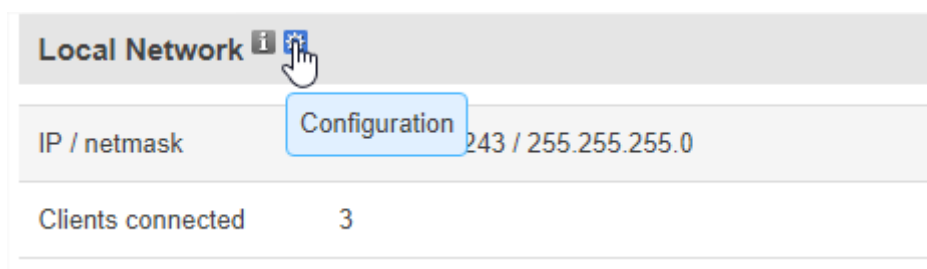 Local Network
Configuration
IP / netmask 243 / 255.255.255.0
Clients connected 3